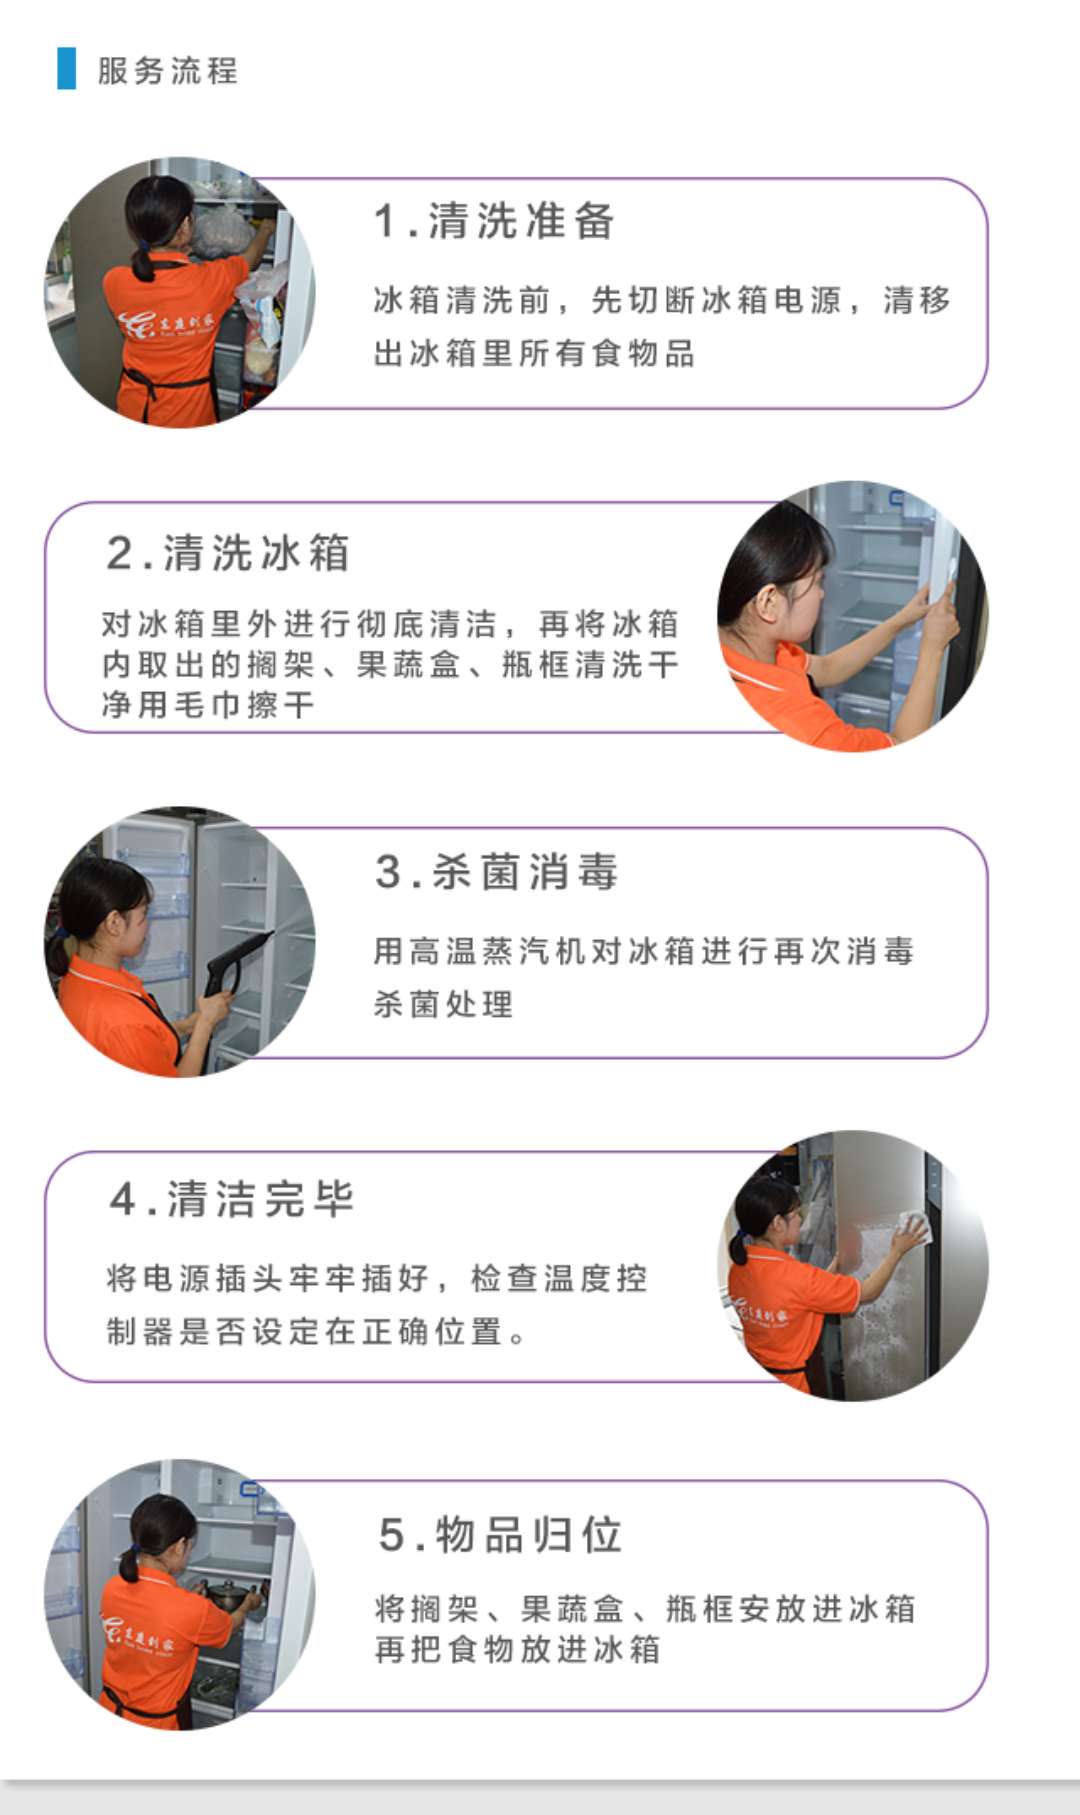 服务流程
1.清洗准备
冰箱清洗前，先切断冰箱电源，清移
出冰箱里所有食物品
2.清洗冰箱
对冰箱里外进行彻底清洁，再将冰箱
内取出的搁架、果蔬盒、瓶框清洗干
净用毛巾擦干
3.杀菌消毒
用高温蒸汽机对冰箱进行再次消毒
杀菌处理
4.清洁完毕
将电源插头牢牢插好，检查温度控
制器是否设定在正确位置。
5.物品归位
将搁架、果蔬盒、瓶框安放进冰箱
再把食物放进冰箱